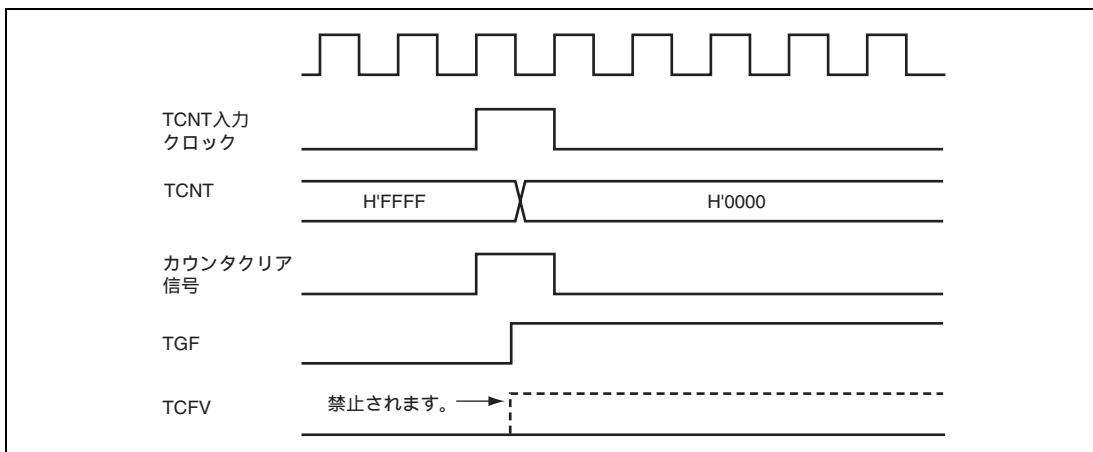 TCNT入力
クロック
TCNT
H'FFFF
H'0000
カウンタクリア
信号
TGF
TCFV
禁止されます。